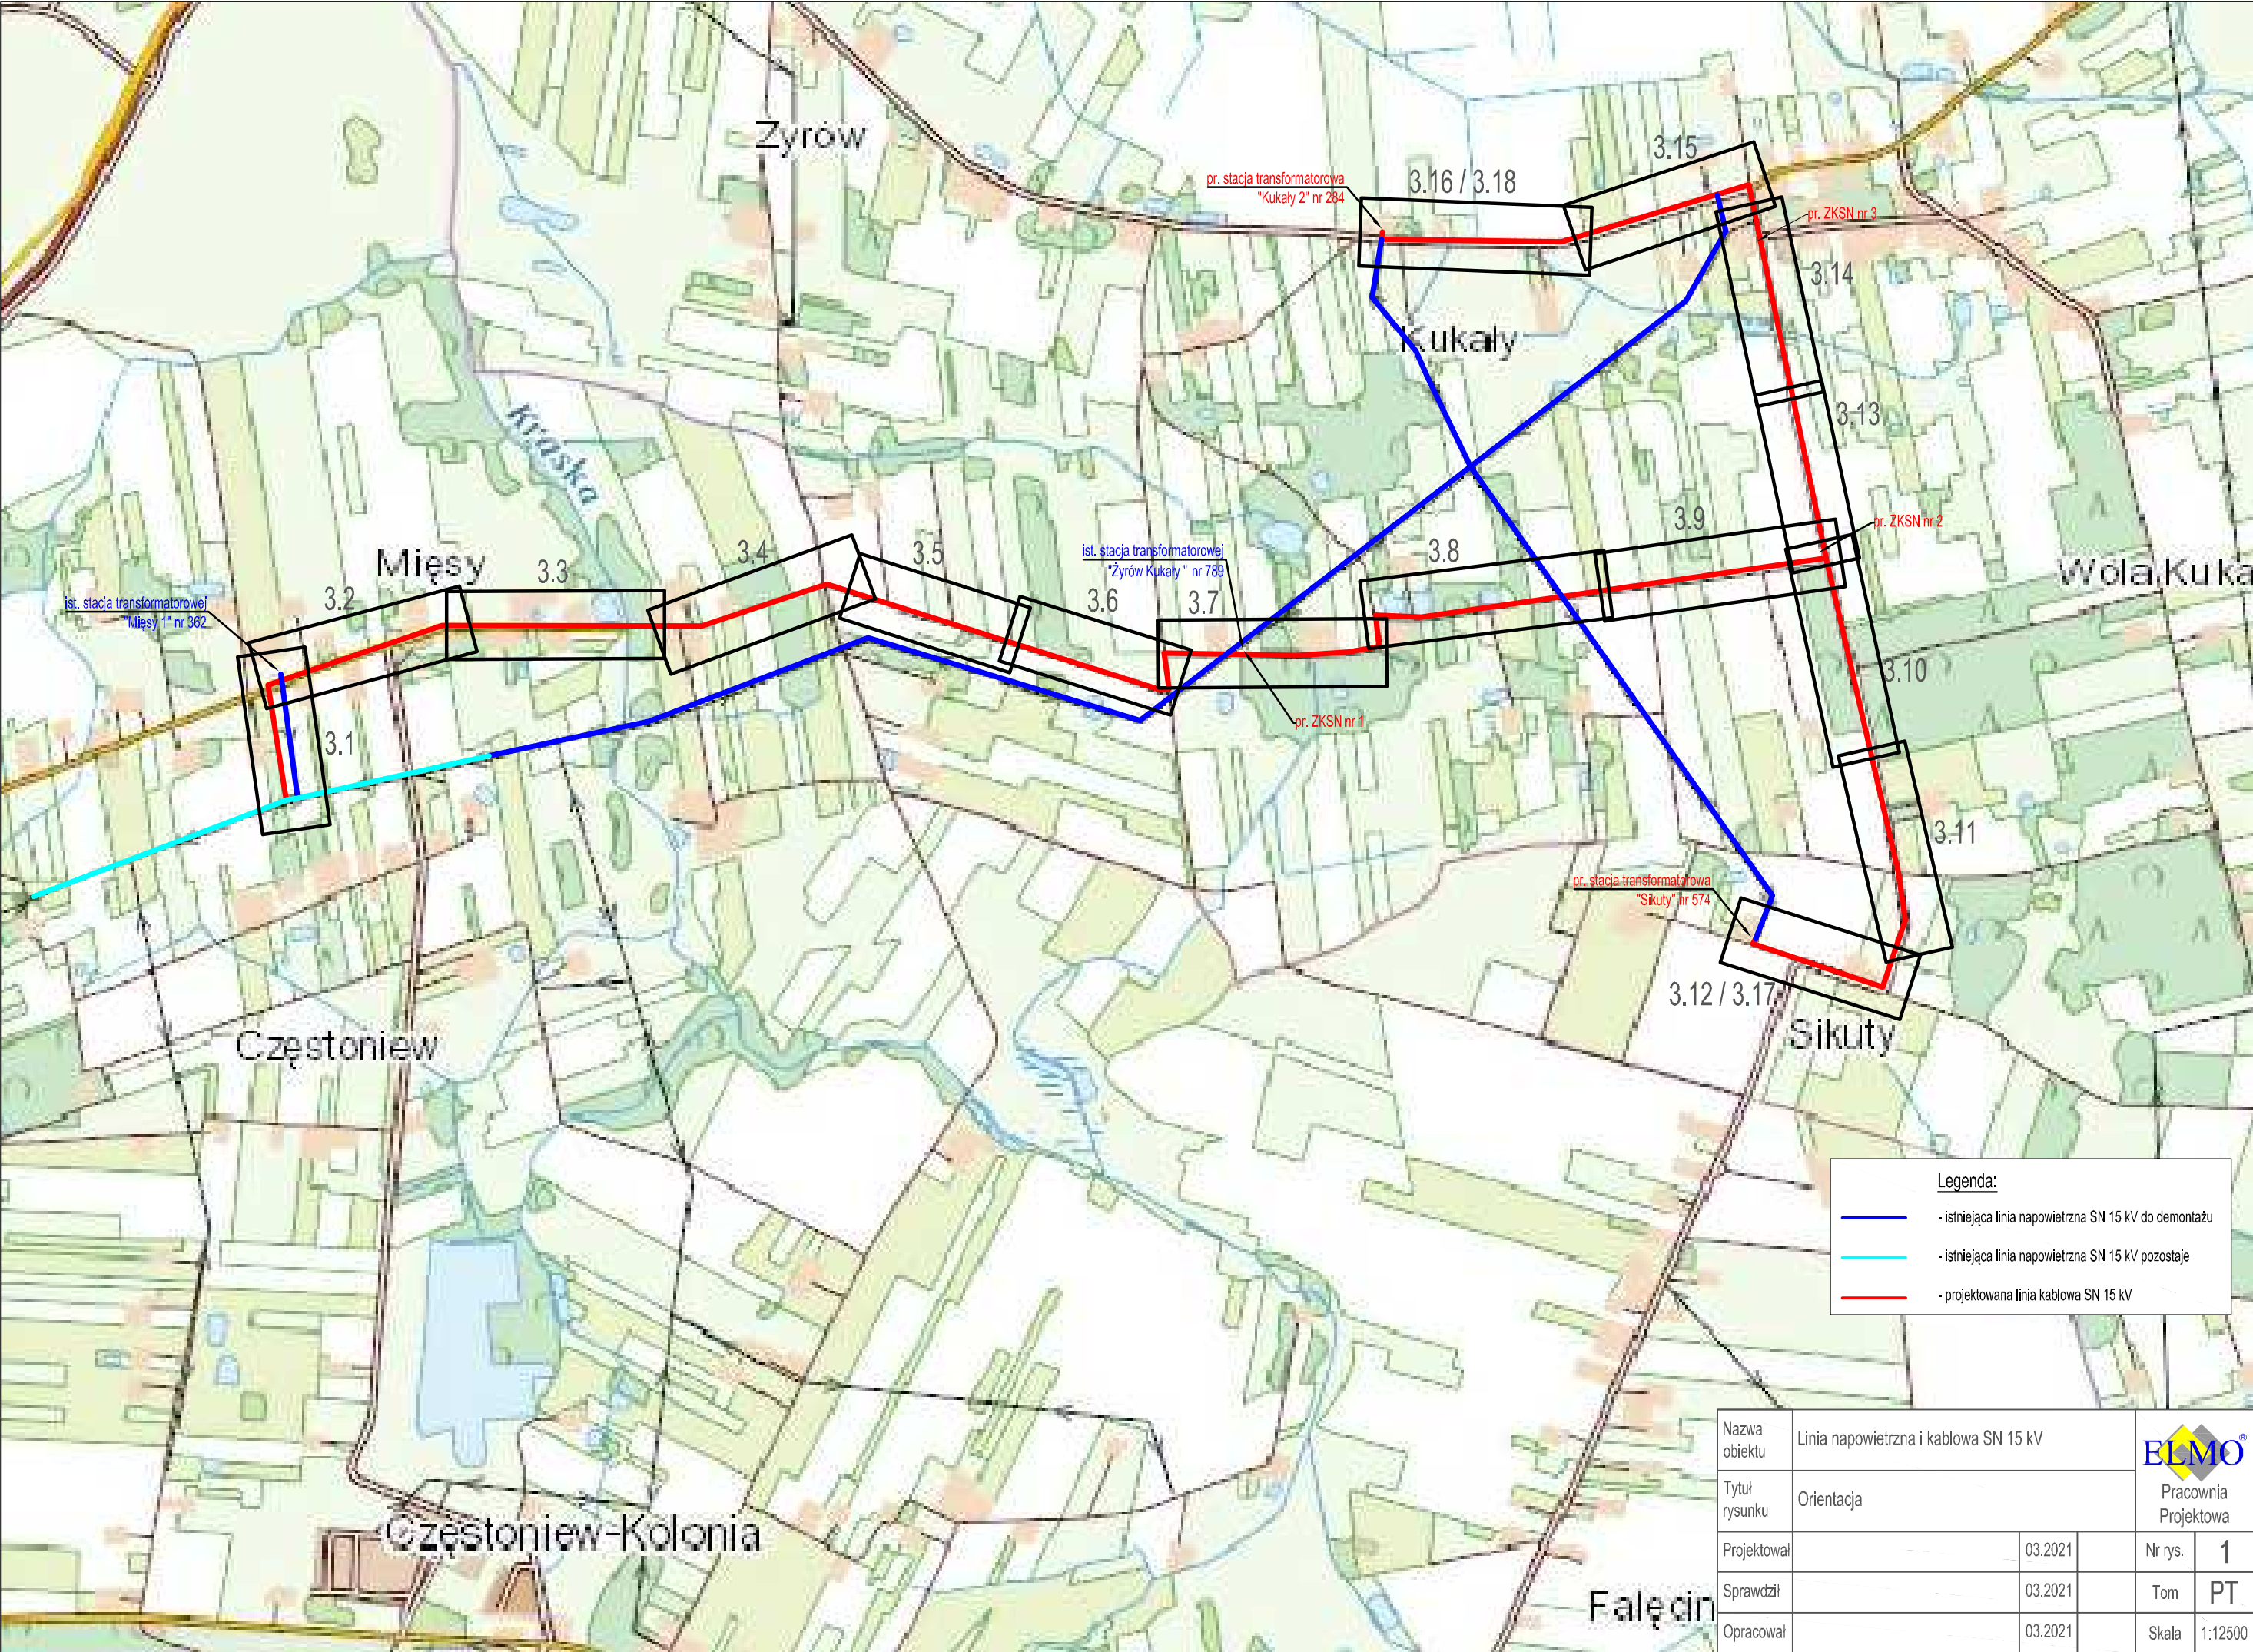 Żyrów
3.15
pr. stacja transformatorowa
"Kukały 2" nr 284
3.16 / 3.18
pr. ZKSN nr 3
3.14
Kukały
3.13
Kraska
3.9
pr. ZKSN nr 2
Mięsy
3.3
3.4
3.5
ist. stacja transformatorowej
"Żyrów Kukały " nr 789
3.8
Wola Kuka
ist. stacja transformatorowej
"Mięsy 1" nr 362
3.2
3.6
3.7
3.10
pr. ZKSN nr 1
3.1
3.11
pr. stacja transformatorowa
"Sikuty" nr 574
3.12 / 3.17
Sikuty
Częstoniew
Legenda:
- istniejąca linia napowietrzna SN 15 kV do demontażu
- istniejąca linia napowietrzna SN 15 kV pozostaje
- projektowana linia kablowa SN 15 kV
Częstoniew-Kolonia
Falęcin
Nazwa
obiektu
Linia napowietrzna i kablowa SN 15 kV
ELMO®
Pracownia
Projektowa
Tytuł
rysunku
Orientacja
Projektował
03.2021
Nr rys.
1
Sprawdził
03.2021
Tom
PT
Opracował
03.2021
Skala
1:12500